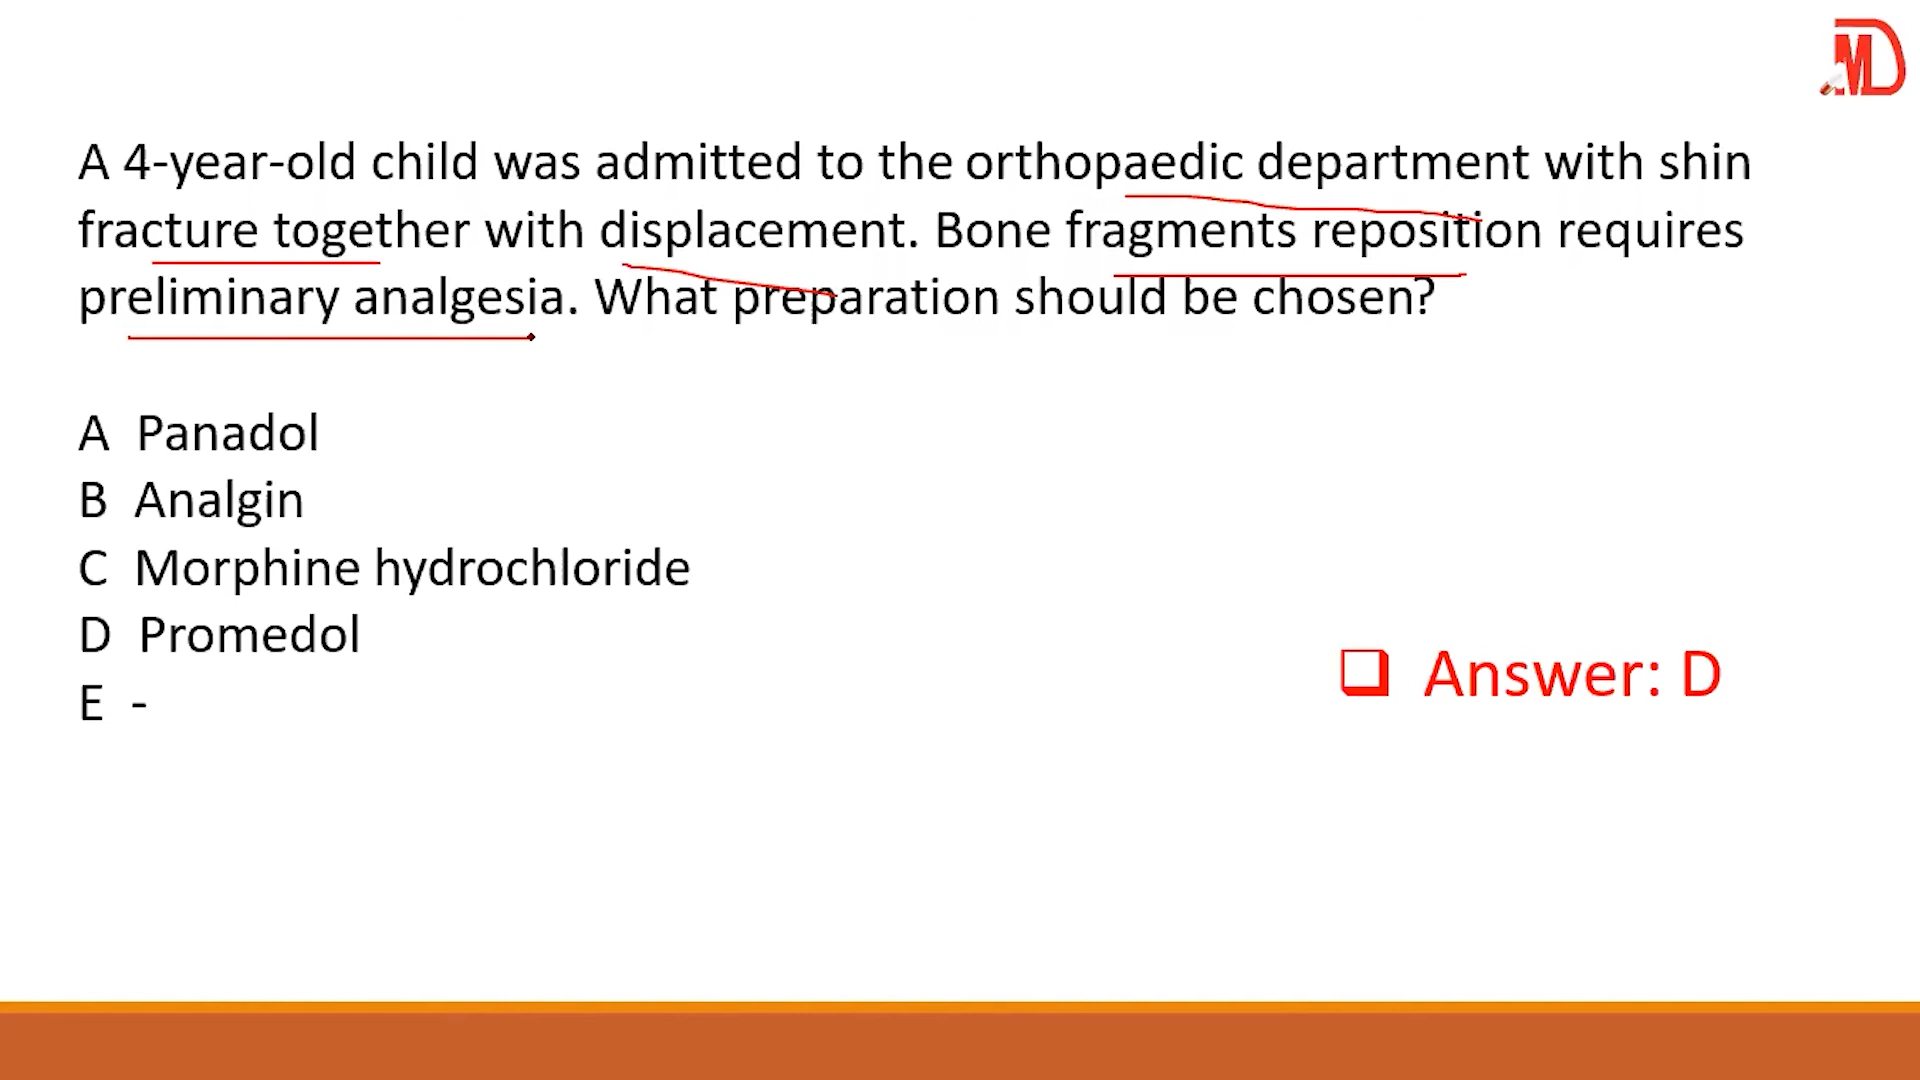 MD
A 4-year-old child was admitted to the orthopaedic department with shin
fracture together with displacement. Bone fragments reposition requires
preliminary analgesia. What preparation should be chosen?
A Panadol
B Analgin
C Morphine hydrochloride
D Promedol
E -
Answer: D